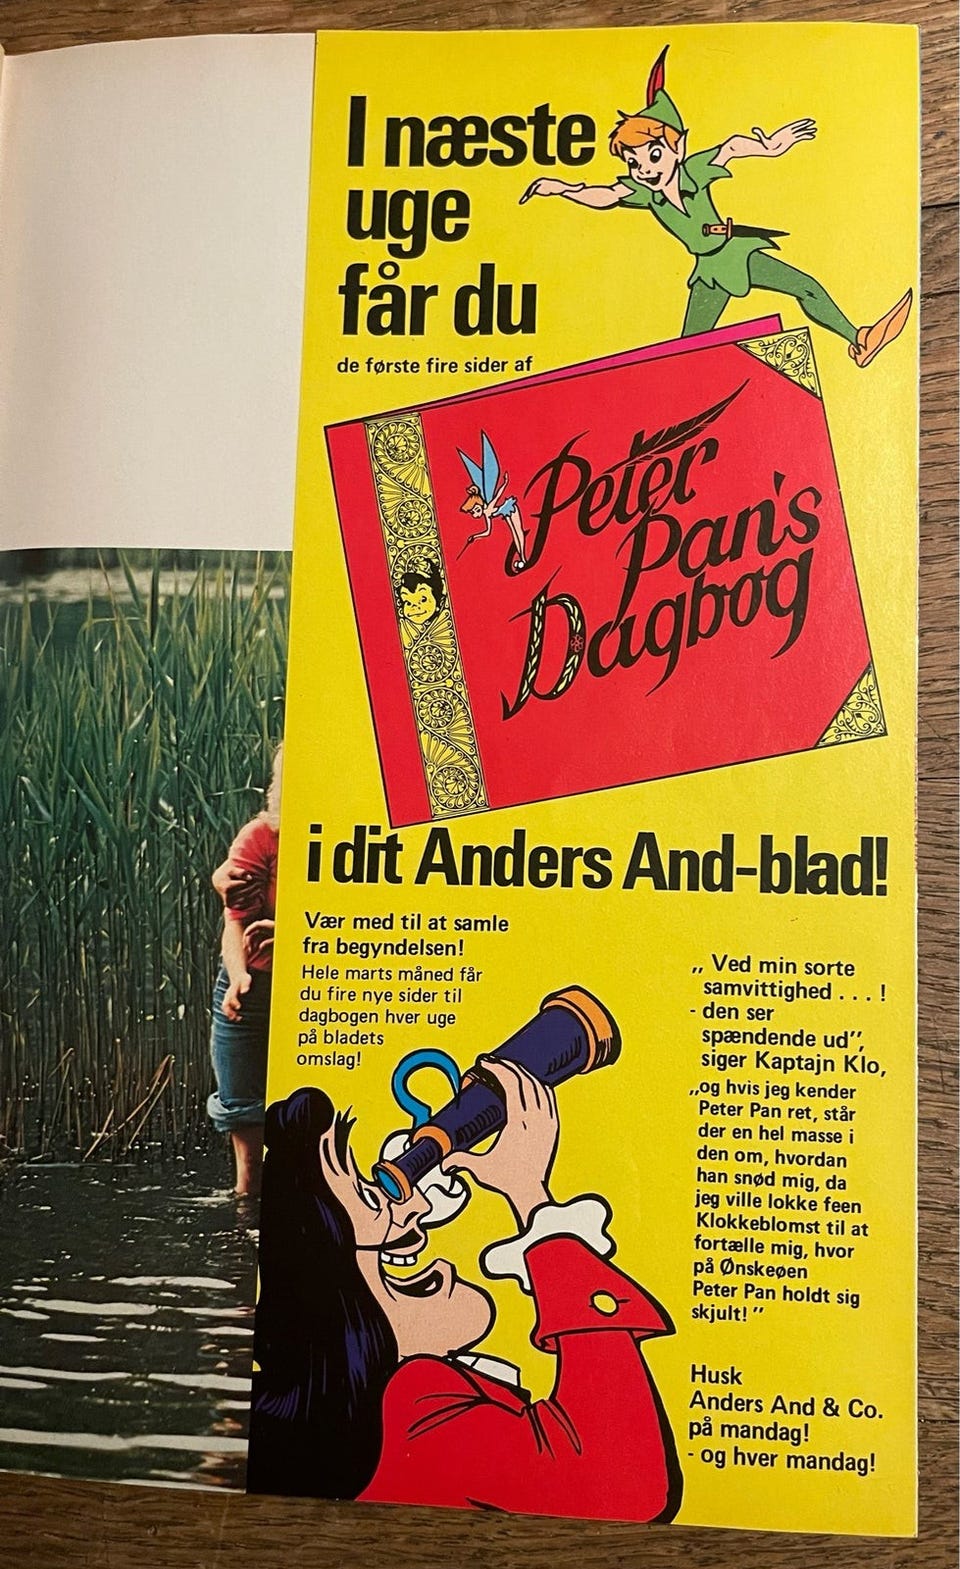 I næste
uge
får du
de første fire sider af
Peter
Pan's
Dagbog
i dit Anders And-blad!
Vær med til at samle
fra begyndelsen!
Hele marts måned får
du fire nye sider til
dagbogen hver uge
på bladets
omslag!
,, Ved min sorte
samvittighed . . . !
- den ser
spændende ud",
siger Kaptajn Klo,
,,og hvis jeg kender
Peter Pan ret, står
der en hel masse i
den om, hvordan
han snød mig, da
jeg ville lokke feen
Klokkeblomst til at
fortælle mig, hvor
på Ønskeøen
Peter Pan holdt sig
skjult! "
Husk
Anders And & Co.
på mandag!
- og hver mandag!